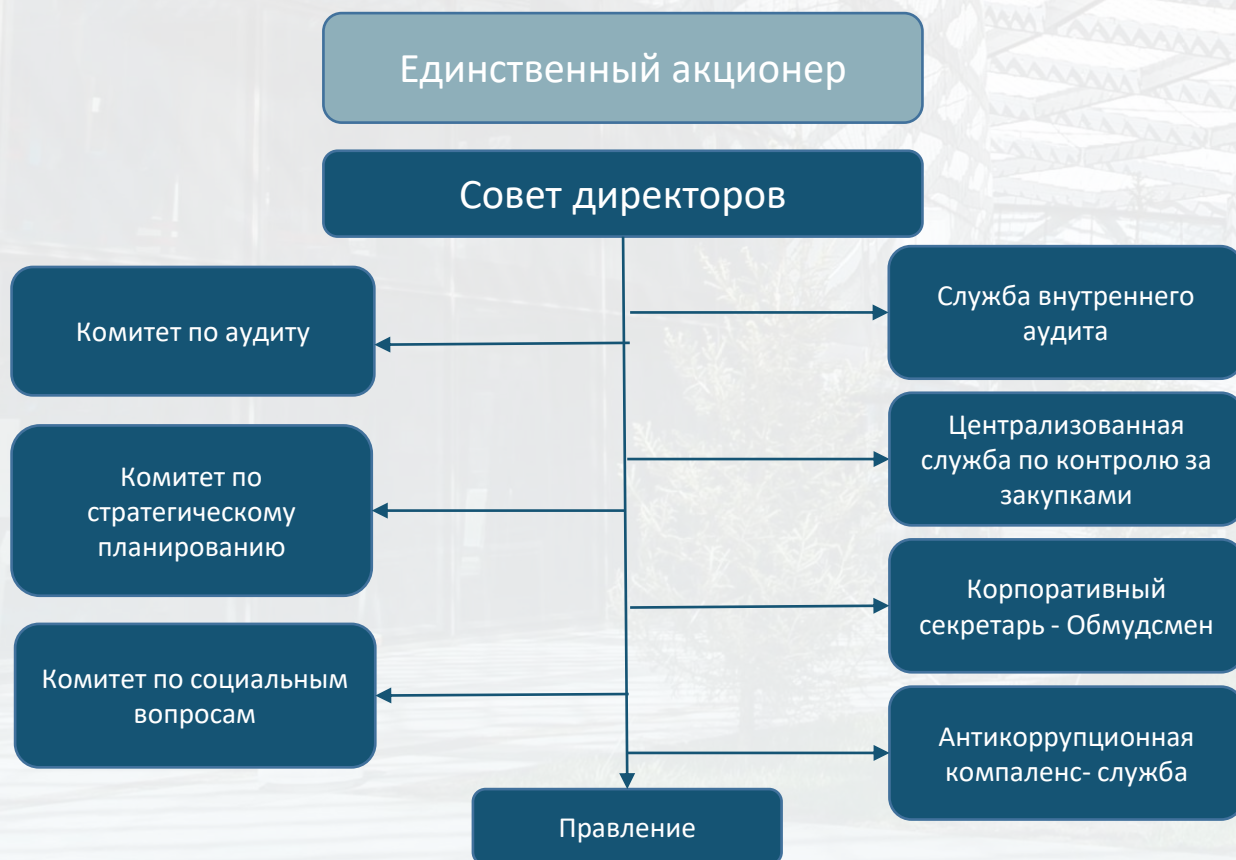 Единственный акционер
Совет директоров
Комитет по аудиту
Комитет по
стратегическому
планированию
Комитет по социальным
вопросам
Служба внутреннего
аудита
Централизованная
служба по контролю за
закупками
Корпоративный
секретарь - Обмудсмен
Антикоррупционная
компаленс- служба
Правление